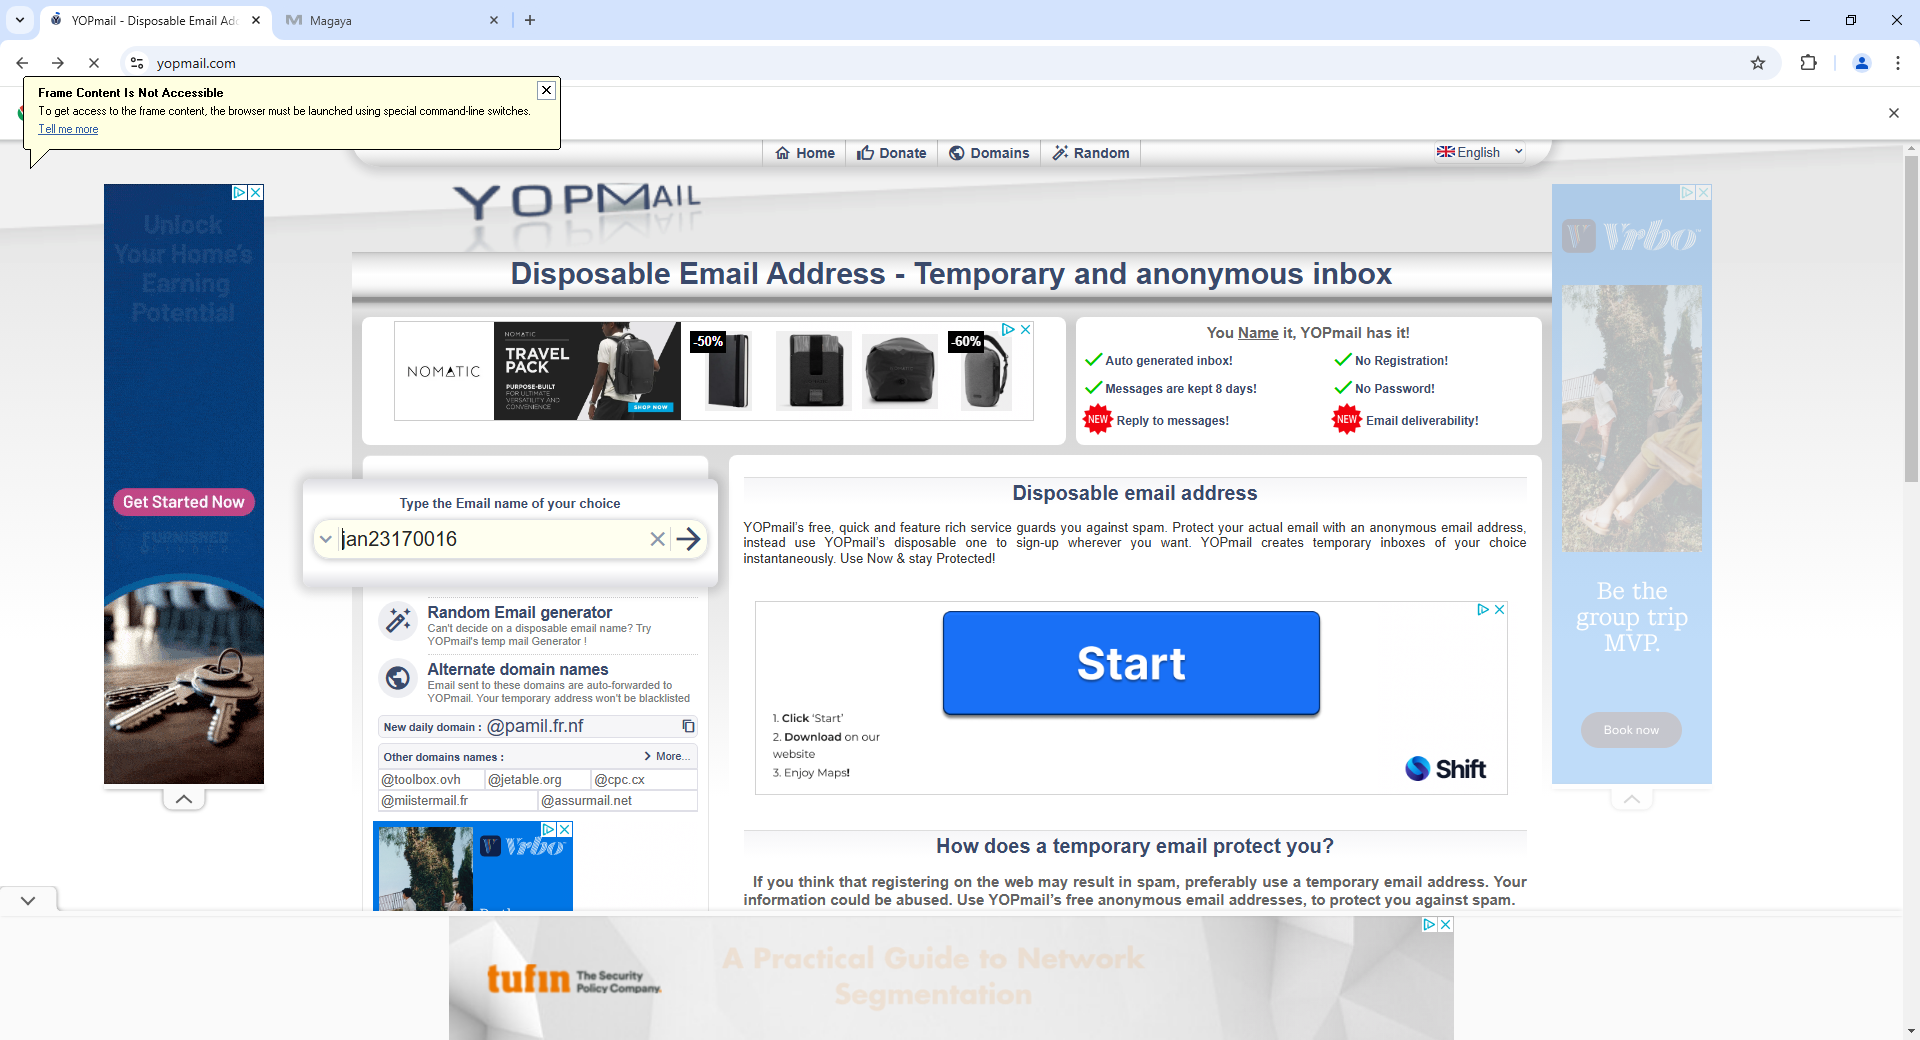 YOPmail - Disposable Email Ad
Magaya
yopmail.com
Frame Content Is Not Accessible
To get access to the frame content, the browser must be launched using special command-line switches.
Tell me more
Home
Donate
Domains
Random
English
YOPMAIL
Disposable Email Address - Temporary and anonymous inbox
Unlock
Your Home's
Earning
Potential
Get Started Now
FURNISHED
FINDER
NOMATIC
NOMATIC
TRAVEL
PACK
PURPOSE-BUILT
FOR ULTIMATE
VERSATILITY AND
CONVENIENCE
SHOP NOW
-50%
-60%
You Name it, YOPmail has it!
Auto generated inbox!
No Registration!
Messages are kept 8 days!
No Password!
NEW Reply to messages!
NEW Email deliverability!
Vrbo
Be the
group trip
MVP.
Book now
Type the Email name of your choice
jan23170016
Random Email generator
Can't decide on a disposable email name? Try
YOPmail's temp mail Generator !
Alternate domain names
Email sent to these domains are auto-forwarded to
YOPmail. Your temporary address won't be blacklisted
New daily domain : @pamil.fr.nf
Other domains names :
More...
@toolbox.ovh
@jetable.org
@cpc.cx
@miistermail.fr
@assurmail.net
Vrbo
Disposable email address
YOPmail's free, quick and feature rich service guards you against spam. Protect your actual email with an anonymous email address,
instead use YOPmail's disposable one to sign-up wherever you want. YOPmail creates temporary inboxes of your choice
instantaneously. Use Now & stay Protected!
Start
1. Click 'Start'
2. Download on our
website
3. Enjoy Maps!
Shift
How does a temporary email protect you?
If you think that registering on the web may result in spam, preferably use a temporary email address. Your
information could be abused. Use YOPmail's free anonymous email addresses, to protect you against spam.
tufin The Security
Policy Company.
A Practical Guide to Network
Segmentation